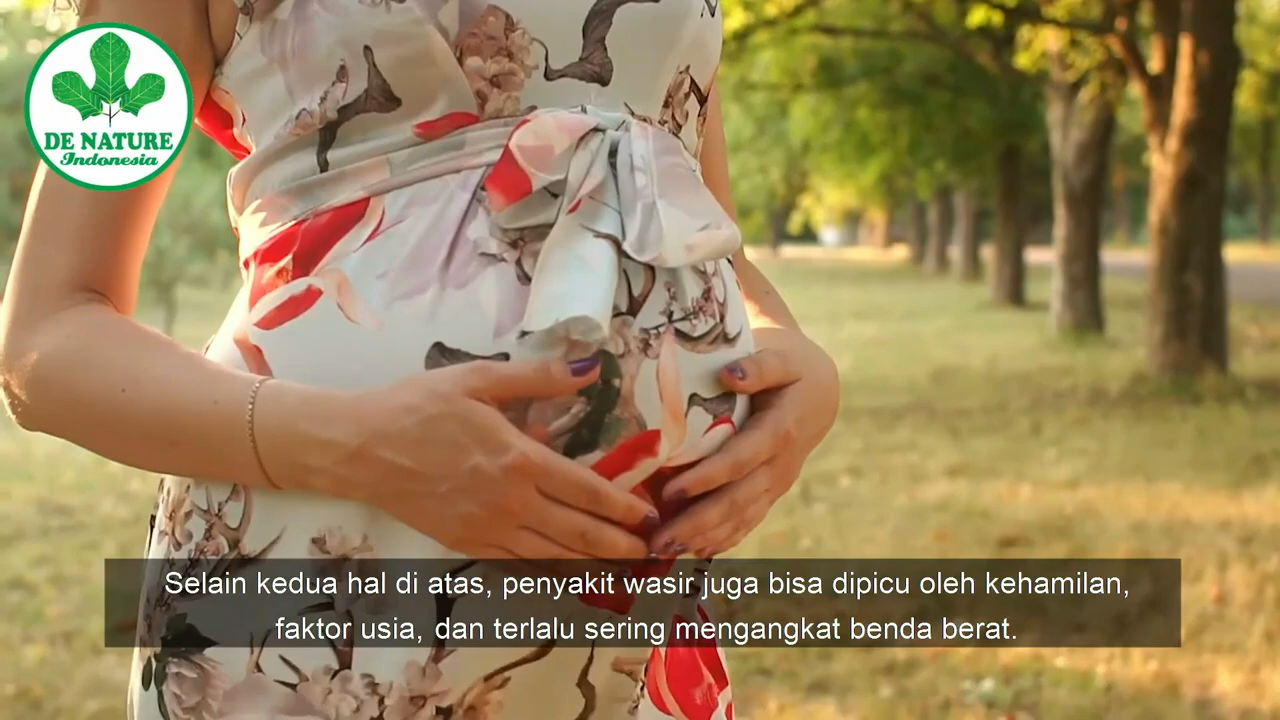 DE NATURE
Indonesia
Selain kedua hal di atas, penyakit wasir juga bisa dipicu oleh kehamilan,
faktor usia, dan terlalu sering mengangkat benda berat.